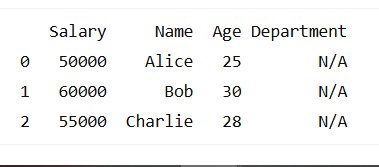 Salary Name Age Department
0 50000 Alice 25 N/A
1 60000 Bob 30 N/A
2 55000 Charlie 28 N/A